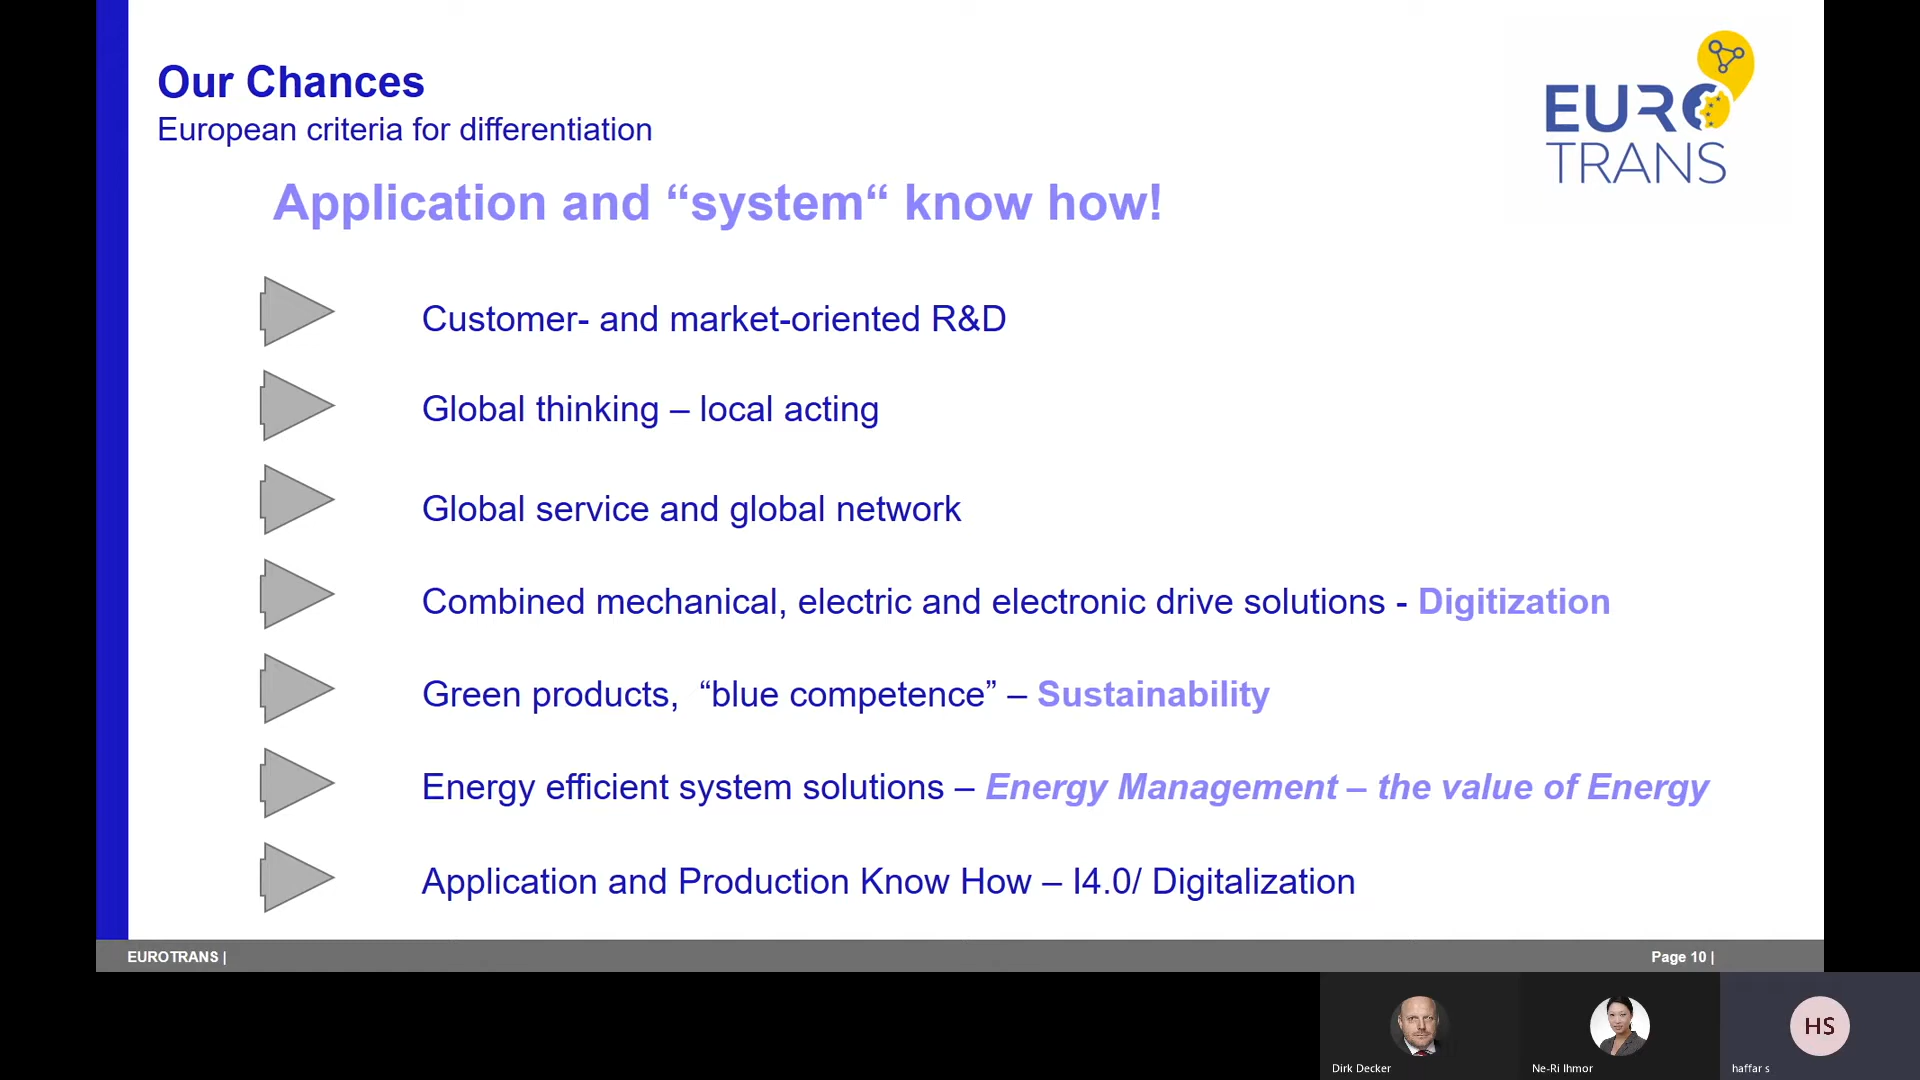 Our Chances
European criteria for differentiation
EURO
TRANS
Application and “system“ know how!
Customer- and market-oriented R&D
Global thinking – local acting
Global service and global network
Combined mechanical, electric and electronic drive solutions - Digitization
Green products,  “blue competence” – Sustainability
Energy efficient system solutions – Energy Management – the value of Energy
Application and Production Know How – I4.0/ Digitalization
EUROTRANS |
Page 10 |
HS
Dirk Decker
Ne-Ri Ihmor
haffar s